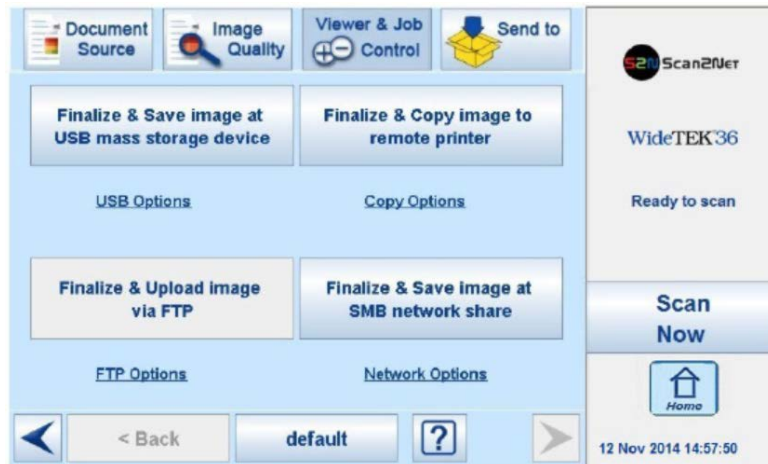 Document
Source
Image
Quality
Viewer & Job
Control
Send to
S2N Scan2Net
Finalize & Save image at
USB mass storage device
Finalize & Copy image to
remote printer
WideTEK 36
USB Options
Copy Options
Ready to scan
Finalize & Upload image
via FTP
Finalize & Save image at
SMB network share
Scan
Now
FTP Options
Network Options
Home
< Back
default
?
12 Nov 2014 14:57:50